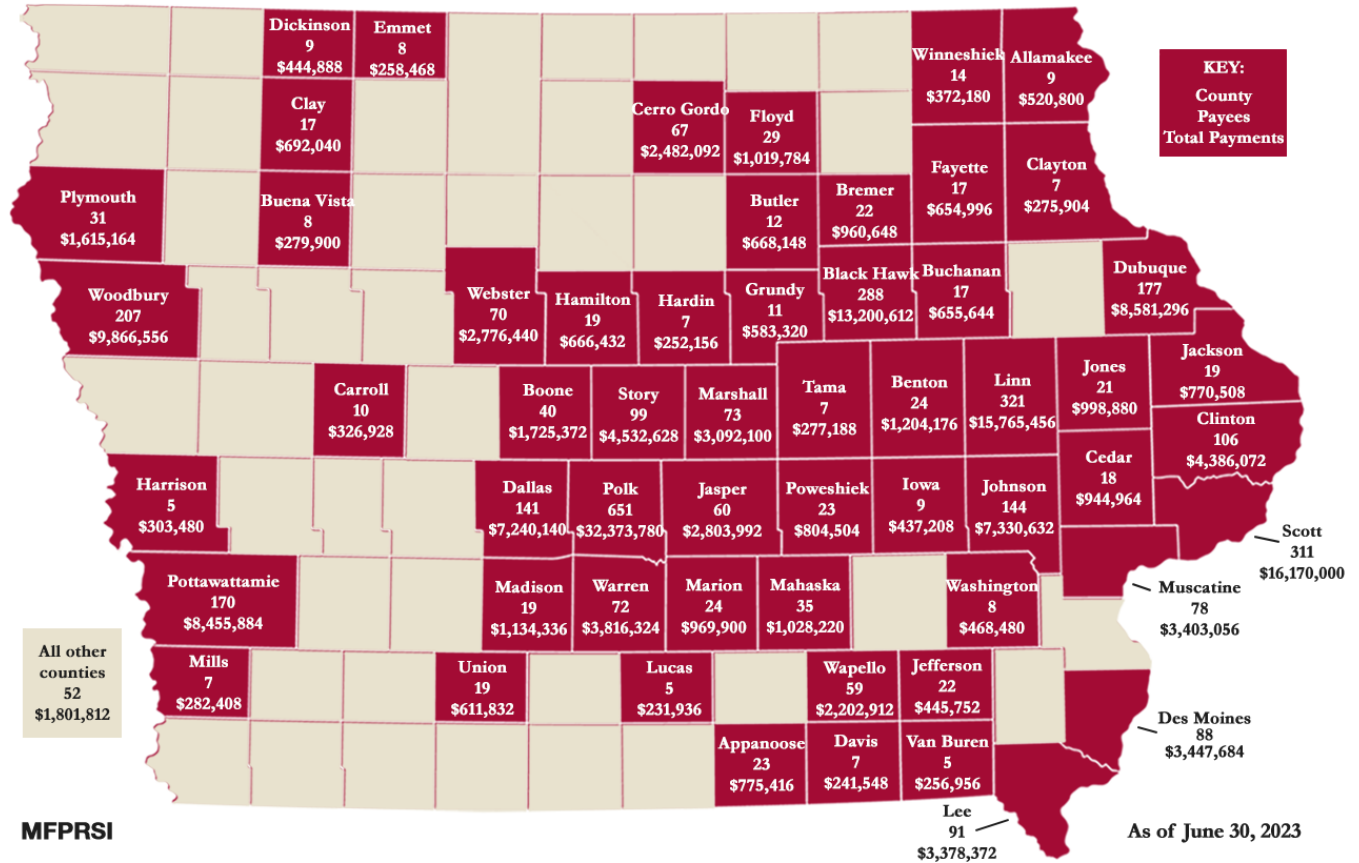 Dickinson
9
$444,888
Emmet
8
$258,468
Winneshiek
14
$372,180
Allamakee
9
$520,800
KEY:
County
Payees
Total Payments
Clay
17
$692,040
Cerro Gordo
67
$2,482,092
Floyd
29
$1,019,784
Fayette
17
$654,996
Clayton
7
$275,904
Plymouth
31
$1,615,164
Buena Vista
8
$279,900
Butler
12
$668,148
Bremer
22
$960,648
Woodbury
207
$9,866,556
Webster
70
$2,776,440
Hamilton
19
$666,432
Hardin
7
$252,156
Grundy
11
$583,320
Black Hawk
288
$13,200,612
Buchanan
17
$655,644
Dubuque
177
$8,581,296
Carroll
10
$326,928
Boone
40
$1,725,372
Story
99
$4,532,628
Marshall
73
$3,092,100
Tama
7
$277,188
Benton
24
$1,204,176
Linn
321
$15,765,456
Jones
21
$998,880
Jackson
19
$770,508
Clinton
106
$4,386,072
Harrison
5
$303,480
Dallas
141
$7,240,140
Polk
651
$32,373,780
Jasper
60
$2,803,992
Poweshiek
23
$804,504
Iowa
9
$437,208
Johnson
144
$7,330,632
Cedar
18
$944,964
Scott
311
$16,170,000
Pottawattamie
170
$8,455,884
Madison
19
$1,134,336
Warren
72
$3,816,324
Marion
24
$969,900
Mahaska
35
$1,028,220
Washington
8
$468,480
Muscatine
78
$3,403,056
All other
counties
52
$1,801,812
Mills
7
$282,408
Union
19
$611,832
Lucas
5
$231,936
Wapello
59
$2,202,912
Jefferson
22
$445,752
Des Moines
88
$3,447,684
Appanoose
23
$775,416
Davis
7
$241,548
Van Buren
5
$256,956
Lee
91
$3,378,372
MFPRSI
As of June 30, 2023